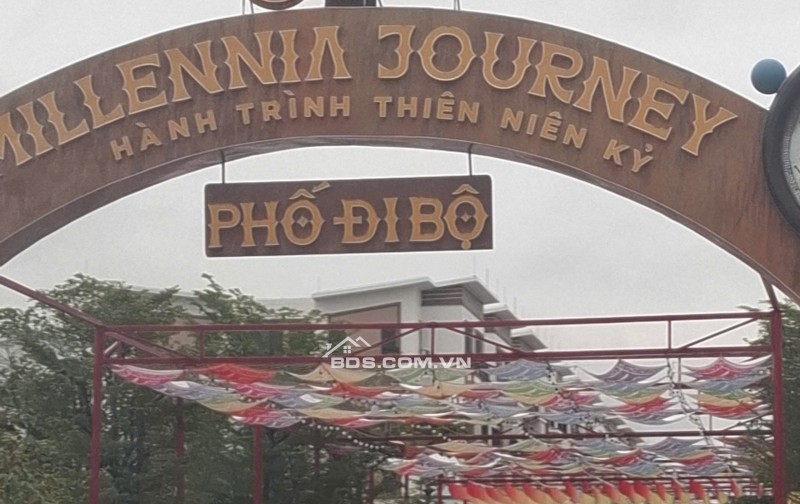 MILLENNIA JOURNEY
HÀNH TRÌNH THIÊN NIÊN KỶ
PHỐ ĐI BỘ
BDS.COM.VN